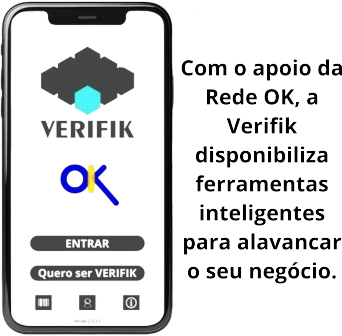 VERIFIK
OK
ENTRAR
Quero ser VERIFIK
Com o apoio da
Rede OK, a
Verifik
disponibiliza
ferramentas
inteligentes
para alavancar
o seu negócio.